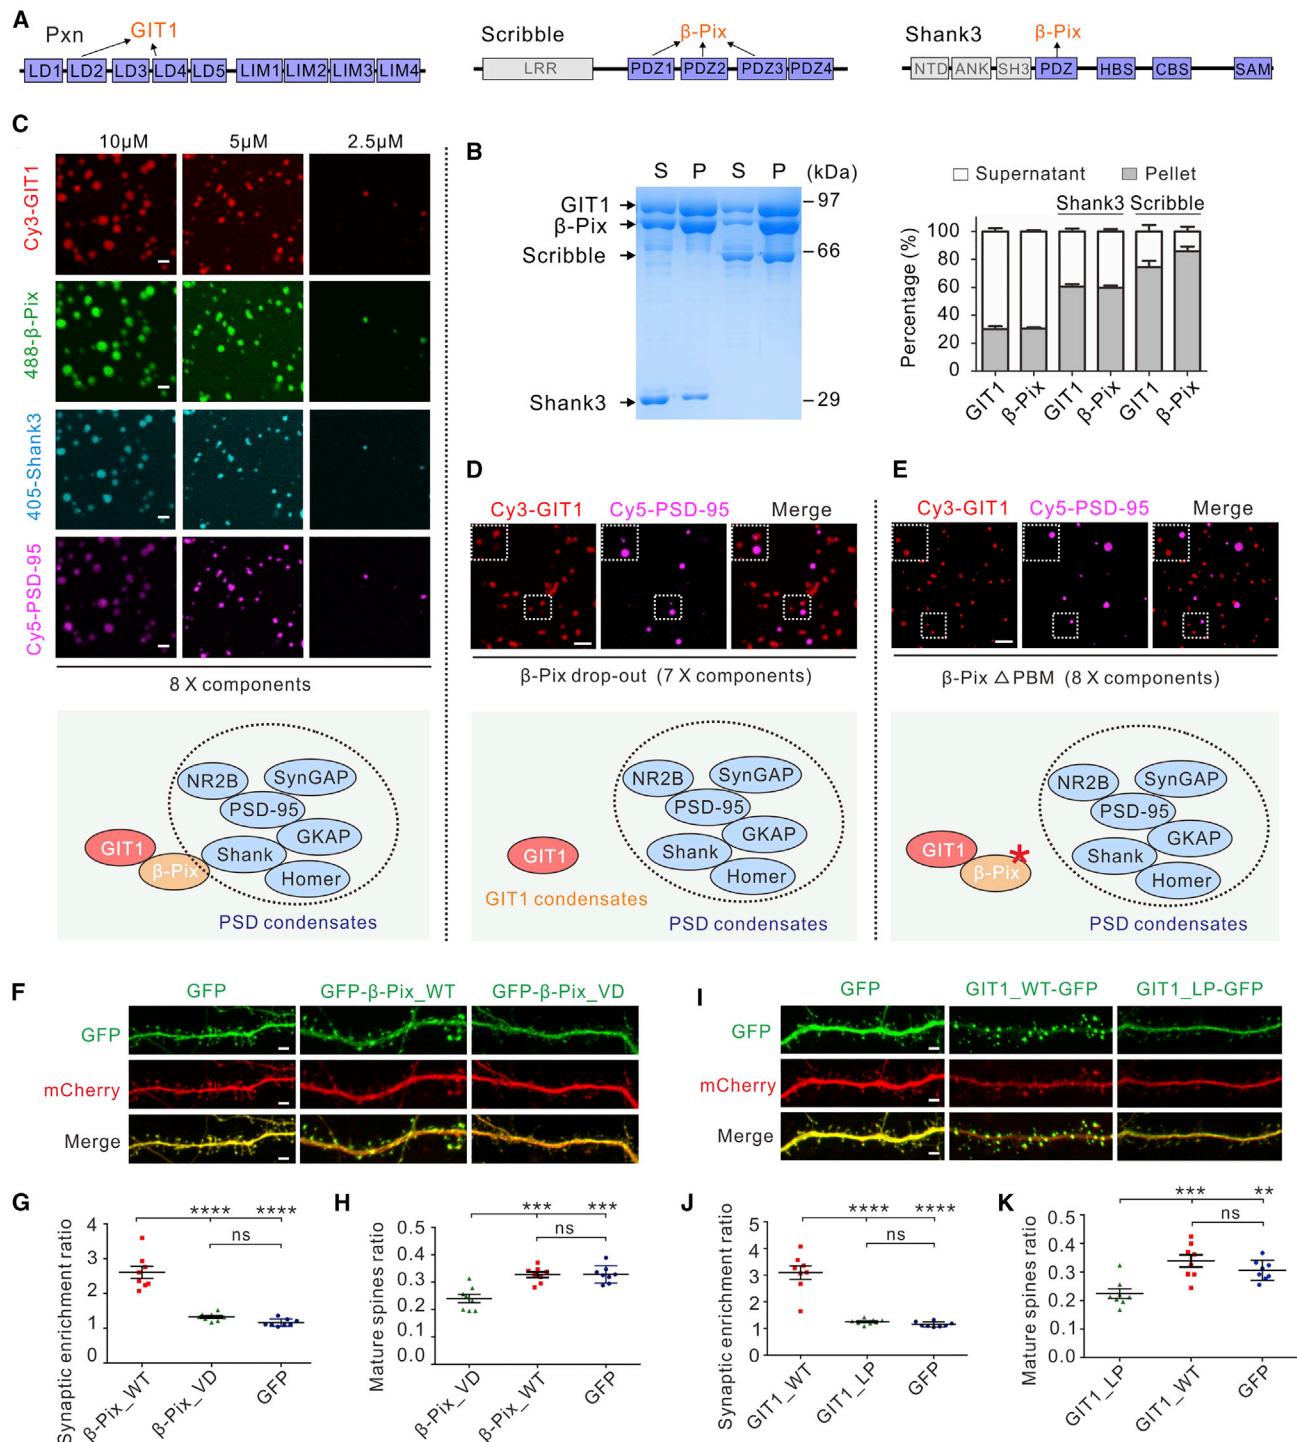 A
Pxn
GIT1
LD1 LD2 LD3 LD4 LD5 LIM1 LIM2 LIM3 LIM4
Scribble
β-Pix
LRR PDZ1 PDZ2 PDZ3 PDZ4
Shank3
β-Pix
NTD ANK SH3 PDZ HBS CBS SAM
C
10μM 5μM 2.5μM
Cy3-GIT1
488-β-Pix
405-Shank3
Cy5-PSD-95
8 X components
NR2B
SynGAP
PSD-95
GKAP
GIT1
Shank
β-Pix
Homer
PSD condensates
B
S P S P (kDa)
GIT1
β-Pix
Scribble
Shank3
97
66
29
Supernatant Pellet
Shank3 Scribble
Percentage (%)
100
80
60
40
20
0
GIT1 β-Pix GIT1 β-Pix GIT1 β-Pix
D
Cy3-GIT1 Cy5-PSD-95 Merge
β-Pix drop-out (7 X components)
NR2B
SynGAP
PSD-95
GKAP
GIT1
Shank
Homer
GIT1 condensates
PSD condensates
E
Cy3-GIT1 Cy5-PSD-95 Merge
β-Pix △PBM (8 X components)
NR2B
SynGAP
PSD-95
GKAP
GIT1
Shank
β-Pix
Homer
PSD condensates
F
GFP GFP-β-Pix_WT GFP-β-Pix_VD
GFP
mCherry
Merge
I
GFP GIT1_WT-GFP GIT1_LP-GFP
GFP
mCherry
Merge
G
**** ****
ns
Synaptic enrichment ratio
4
3
2
1
0
β-Pix_WT β-Pix_VD GFP
H
*** ***
ns
Mature spines ratio
0.5
0.4
0.3
0.2
0.1
0.0
β-Pix_VD β-Pix_WT GFP
J
**** ****
ns
Synaptic enrichment ratio
5
4
3
2
1
0
GIT1_WT GIT1_LP GFP
K
*** **
ns
Mature spines ratio
0.5
0.4
0.3
0.2
0.1
0.0
GIT1_LP GIT1_WT GFP